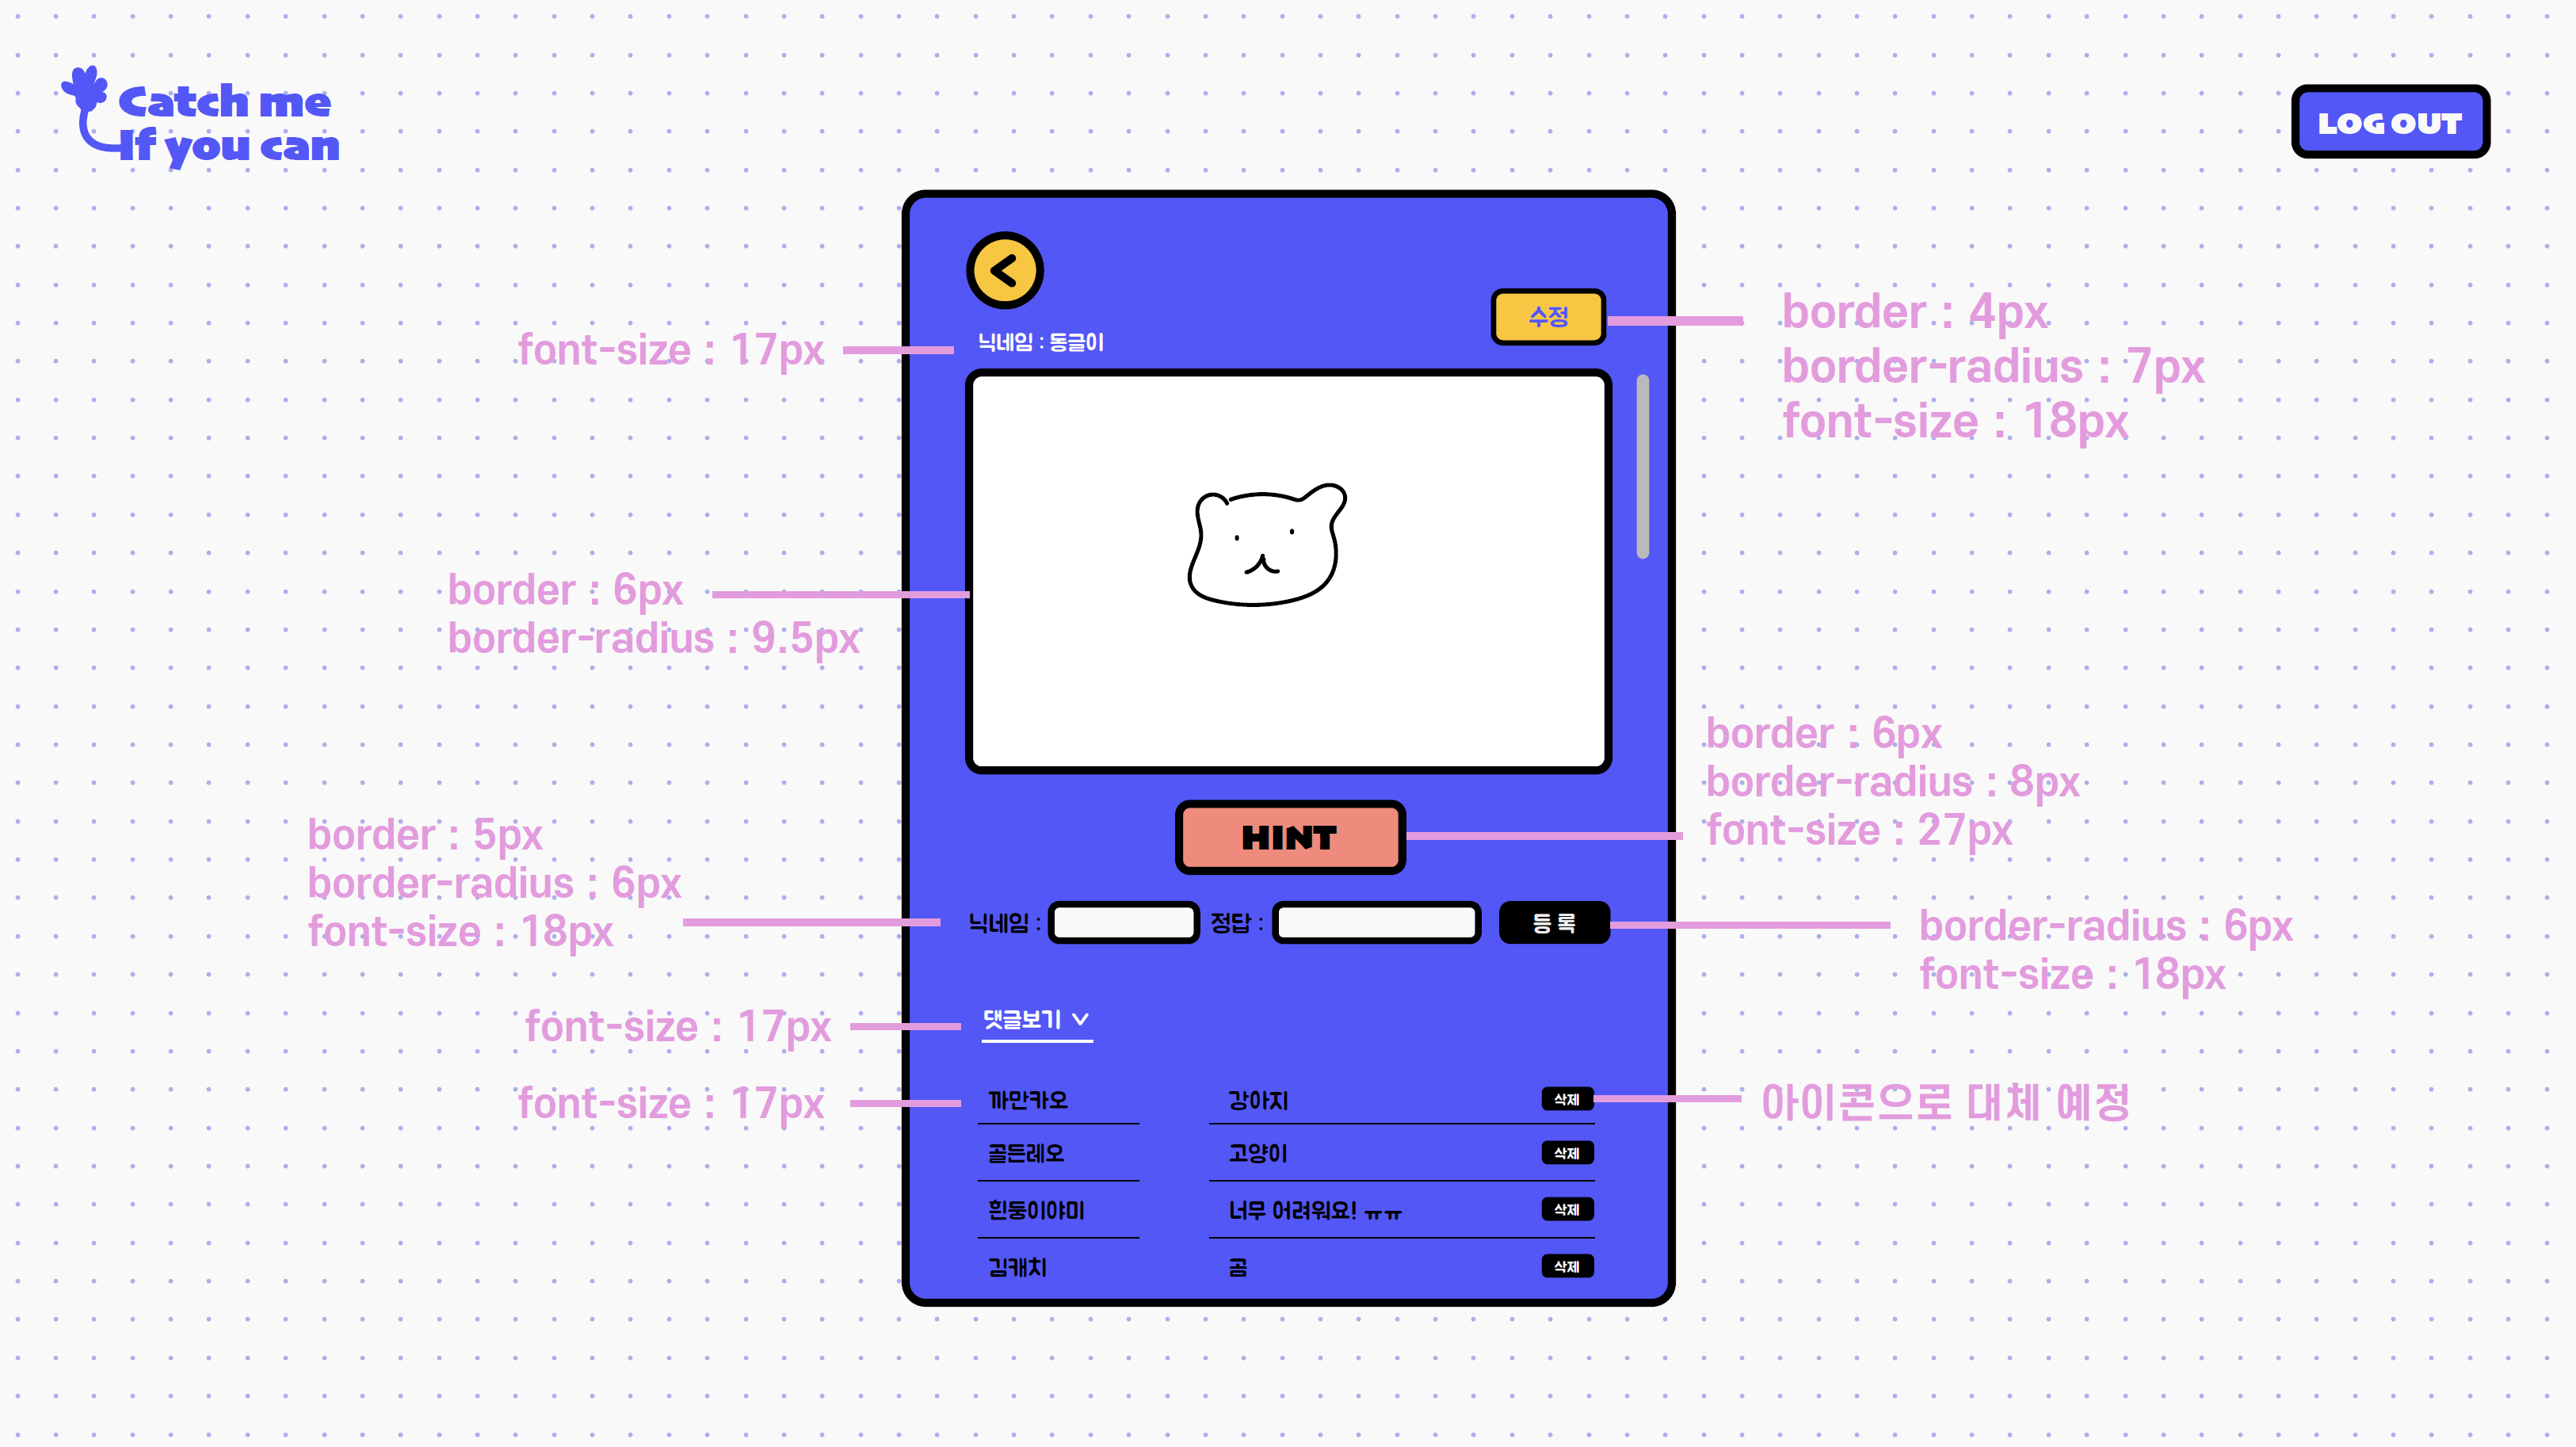 Catch me
If you can
LOG OUT
수정
border : 4px
border-radius : 7px
font-size : 18px
font-size : 17px
닉네임 : 동글이
border : 6px
border-radius : 9.5px
HINT
border : 6px
border-radius : 8px
font-size : 27px
border : 5px
border-radius : 6px
font-size : 18px
닉네임 :
정답 :
등 록
border-radius : 6px
font-size : 18px
font-size : 17px
댓글보기
font-size : 17px
까만카오 강아지 삭제
아이콘으로 대체 예정
골든레오 고양이 삭제
흰둥이야미 너무 어려워요! ㅠㅠ 삭제
김캐치 곰 삭제